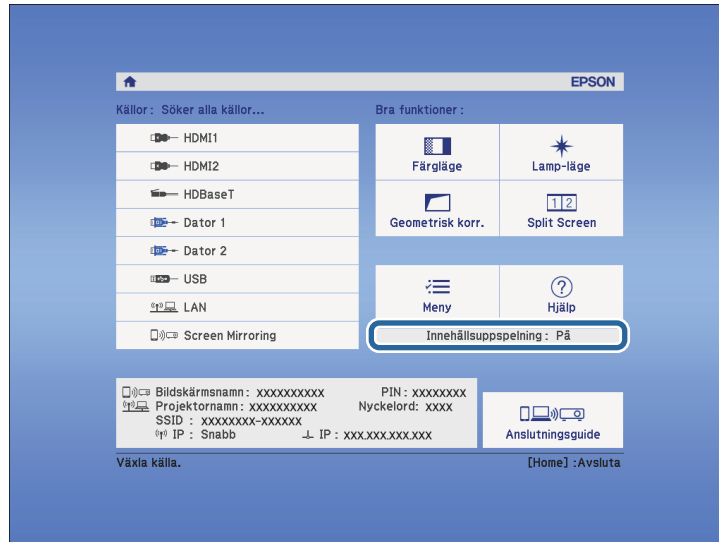 EPSON
Källor : Söker alla källor...
HDMI1
HDMI2
HDBaseT
Dator 1
Dator 2
USB
LAN
Screen Mirroring
Bra funktioner :
Färgläge
Lamp-läge
Geometrisk korr.
1 2
Split Screen
Meny
Hjälp
Innehållsuppspelning : På
Bildskärmsnamn : xxxxxxxxxx PIN : xxxxxxxx
Projektornamn : xxxxxxxxxx Nyckelord: xxxx
SSID : xxxxxxxx-xxxxxx
IP : Snabb IP : xxx.xxx.xxx.xxx
Anslutningsguide
Växla källa. [Home] :Avsluta